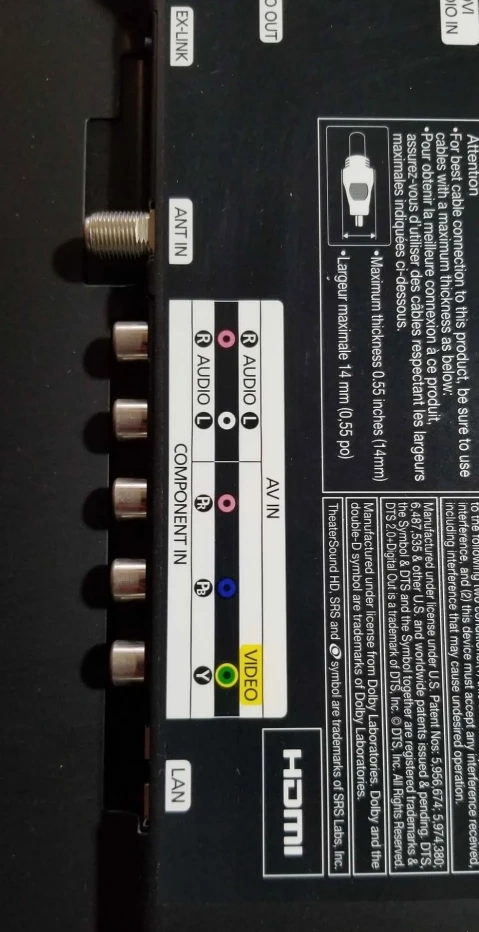 EX-LINK
ANT IN
D OUT
Attention
•For best cable connection to this product, be sure to use
cables with a maximum thickness as below:
•Pour obtenir la meilleure connexion à ce produit,
assurez-vous d'utiliser des câbles respectant les largeurs
maximales indiquées ci-dessous.
•Maximum thickness 0.55 inches (14mm)
•Largeur maximale 14 mm (0,55 po)
AV IN
R AUDIO L
VIDEO
R AUDIO L
PR
PB
Y
COMPONENT IN
LAN
interference, and (2) this device must accept any interference received,
including interference that may cause undesired operation.
Manufactured under license under U.S. Patent Nos: 5,956,674; 5,974,380;
6,487,535 & other U.S. and worldwide patents issued & pending. DTS,
the Symbol & DTS and the Symbol together are registered trademarks &
DTS 2.0+Digital Out is a trademark of DTS, Inc. © DTS, Inc. All Rights Reserved.
Manufactured under license from Dolby Laboratories. Dolby and the
double-D symbol are trademarks of Dolby Laboratories.
TheaterSound HD, SRS and symbol are trademarks of SRS Labs, Inc.
HDMI